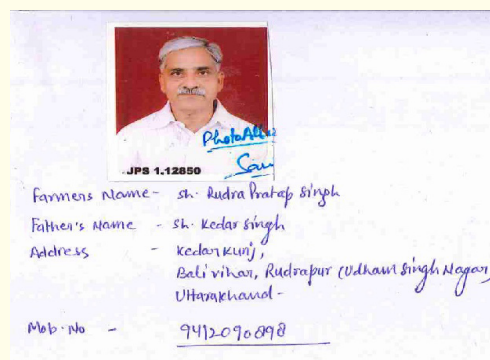 Photo Att
JPS 1.12850
Farmers Name - Sh. Rudra Pratap Singh
Father's Name - Sh. Kedar Singh
Address - Kedar Kunj,
Bali vihar, Rudrapur (Udham Singh Nagar)
Uttarakhand-
Mob. No - 9412090898